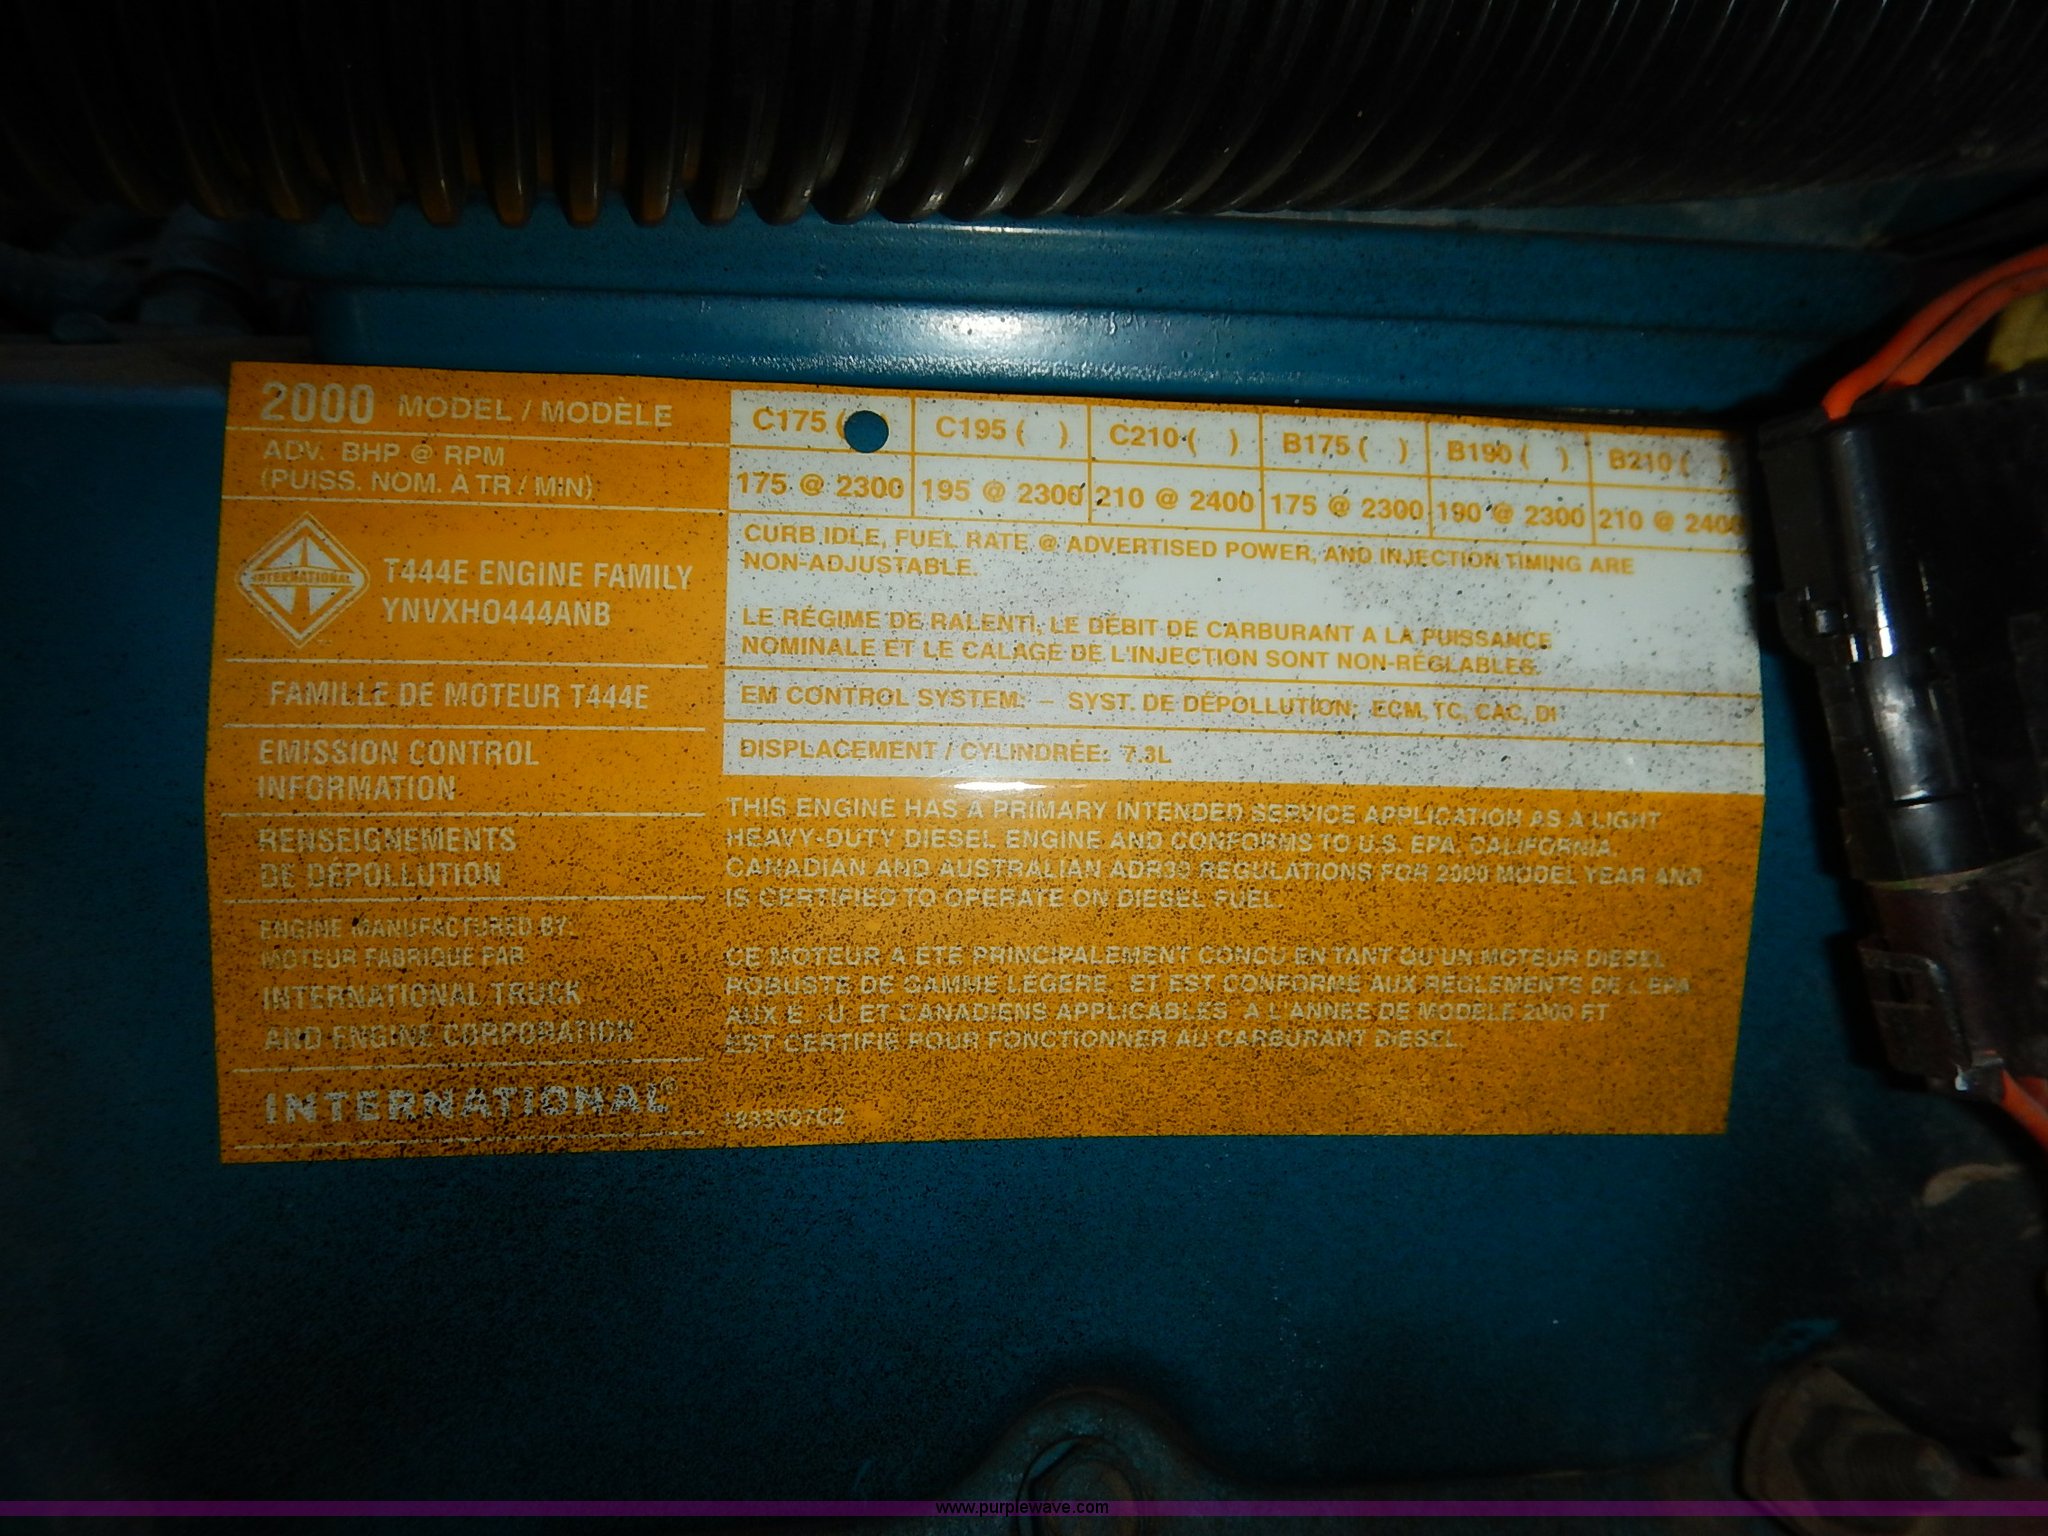 2000 MODEL / MODÈLE
ADV. BHP @ RPM
(PUISS. NOM. A TR / MIN)
INTERNATIONAL
T444E ENGINE FAMILY
YNVXH0444ANB
FAMILLE DE MOTEUR T444E
EMISSION CONTROL
INFORMATION
RENSEIGNEMENTS
DE DÉPOLLUTION
ENGINE MANUFACTURED BY:
MOTEUR FABRIQUE PAR
INTERNATIONAL TRUCK
AND ENGINE CORPORATION
INTERNATIONAL®
C175 ( C195 ( ) C210 ( ) B175 ( ) B190 ( ) B210 ( )
175 @ 2300 195 @ 2300 210 @ 2400 175 @ 2300 190 @ 2300 210 @ 2400
CURB IDLE, FUEL RATE @ ADVERTISED POWER, AND INJECTION TIMING ARE
NON-ADJUSTABLE.
LE RÉGIME DE RALENTI, LE DÉBIT DE CARBURANT A LA PUISSANCE
NOMINALE ET LE CALAGE DE L'INJECTION SONT NON-RÉGLABLES.
EM CONTROL SYSTEM: – SYST. DE DÉPOLLUTION: ECM, TC, CAC, DI
DISPLACEMENT / CYLINDRÉE: 7.3L
THIS ENGINE HAS A PRIMARY INTENDED SERVICE APPLICATION AS A LIGHT
HEAVY-DUTY DIESEL ENGINE AND CONFORMS TO U.S. EPA, CALIFORNIA,
CANADIAN AND AUSTRALIAN ADR30 REGULATIONS FOR 2000 MODEL YEAR AND
IS CERTIFIED TO OPERATE ON DIESEL FUEL.
CE MOTEUR A ÉTÉ PRINCIPALEMENT CONCU EN TANT QU'UN MOTEUR DIESEL
ROBUSTE DE GAMME LÉGÈRE. ET EST CONFORME AUX RÉGLEMENTS DE L'EPA
AUX É.-U. ET CANADIENS APPLICABLES A L'ANNÉE DE MODÈLE 2000 ET
EST CERTIFIÉ POUR FONCTIONNER AU CARBURANT DIESEL.
1833607C2
www.purplewave.com